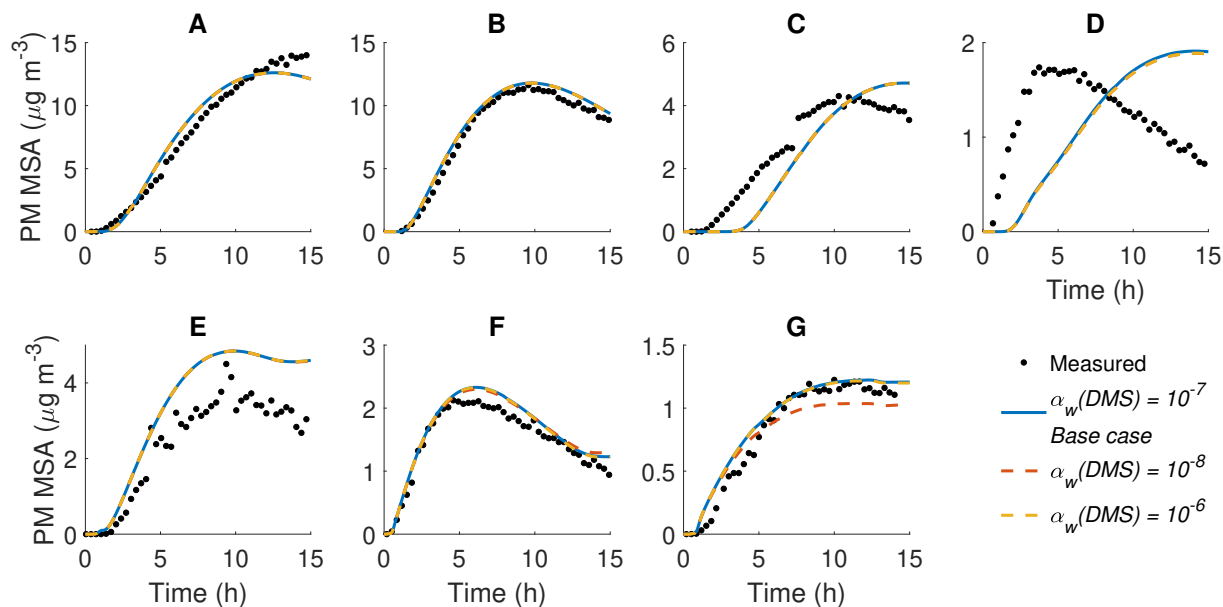 A B C D
PM MSA (μg m⁻³)
15
10
5
0
0 5 10 15
15
10
5
0
0 5 10 15
6
4
2
0
0 5 10 15
2
1
0
0 5 10 15
Time (h)
E F G
PM MSA (μg m⁻³)
4
2
0
0 5 10 15
Time (h)
3
2
1
0
0 5 10 15
Time (h)
1.5
1
0.5
0
0 5 10 15
Time (h)
Measured
α_w(DMS) = 10⁻⁷
Base case
α_w(DMS) = 10⁻⁸
α_w(DMS) = 10⁻⁶